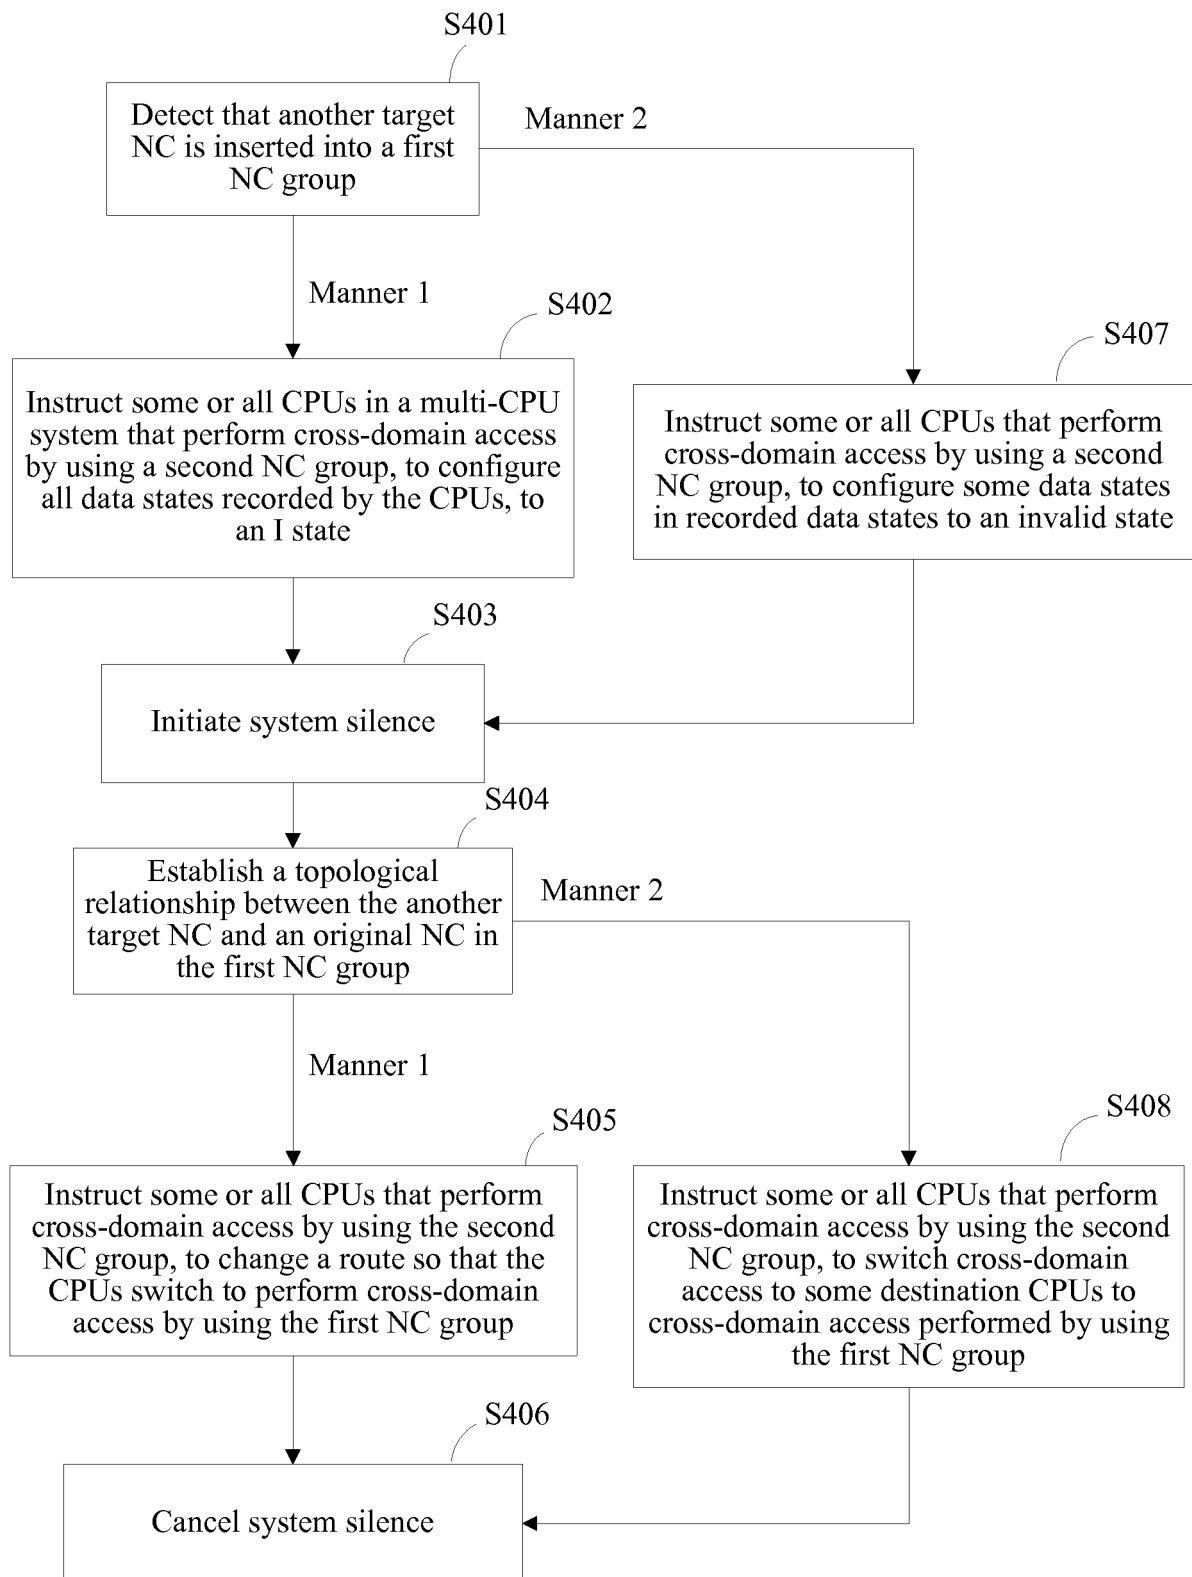 S401
Detect that another target
NC is inserted into a first
NC group
Manner 2
Manner 1
S402
Instruct some or all CPUs in a multi-CPU
system that perform cross-domain access
by using a second NC group, to configure
all data states recorded by the CPUs, to
an I state
S407
Instruct some or all CPUs that perform
cross-domain access by using a second
NC group, to configure some data states
in recorded data states to an invalid state
S403
Initiate system silence
S404
Establish a topological
relationship between the another
target NC and an original NC in
the first NC group
Manner 2
Manner 1
S405
Instruct some or all CPUs that perform
cross-domain access by using the second
NC group, to change a route so that the
CPUs switch to perform cross-domain
access by using the first NC group
S408
Instruct some or all CPUs that perform
cross-domain access by using the second
NC group, to switch cross-domain
access to some destination CPUs to
cross-domain access performed by using
the first NC group
S406
Cancel system silence